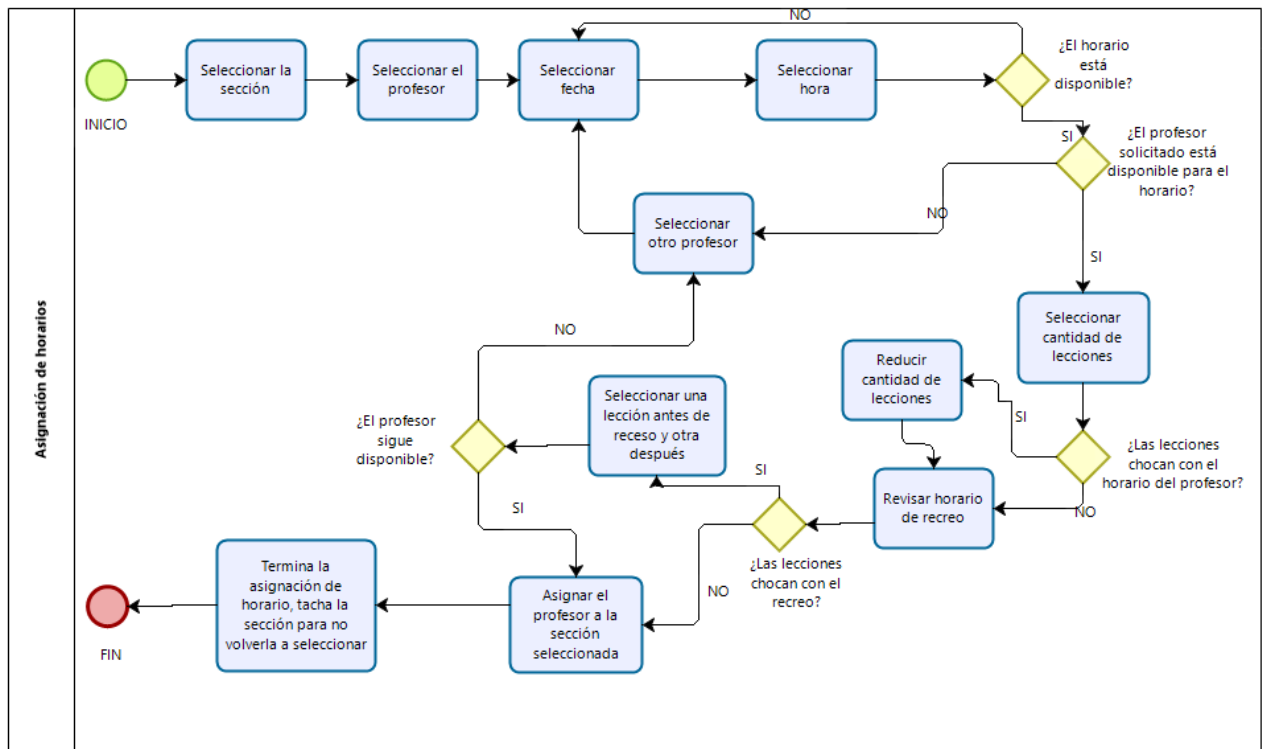 Asignación de horarios
INICIO
Seleccionar la
sección
Seleccionar el
profesor
Seleccionar
fecha
Seleccionar
hora
NO
¿El horario
está
disponible?
SI
¿El profesor
solicitado está
disponible para el
horario?
NO
Seleccionar
otro profesor
SI
Seleccionar
cantidad de
lecciones
¿Las lecciones
chocan con el
horario del profesor?
SI
Reducir
cantidad de
lecciones
NO
Revisar horario
de recreo
¿Las lecciones
chocan con el
recreo?
SI
Seleccionar una
lección antes de
receso y otra
después
NO
¿El profesor
sigue
disponible?
NO
SI
Asignar el
profesor a la
sección
seleccionada
Termina la
asignación de
horario, tacha la
sección para no
volverla a seleccionar
FIN